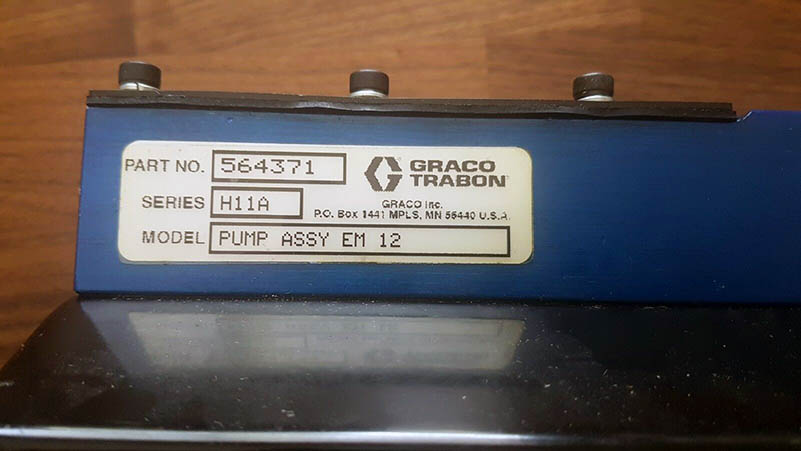 PART NO. 564371
GRACO
TRABON
SERIES H11A
GRACO Inc.
P.O. Box 1441 MPLS, MN 55440 U.S.A.
MODEL PUMP ASSY EM 12